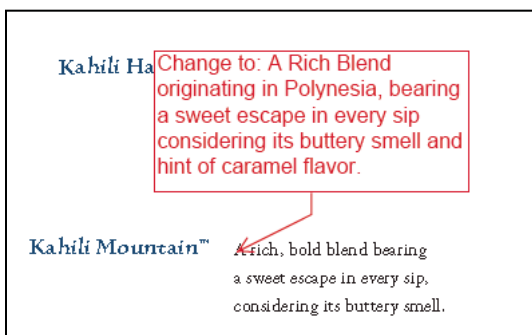 Kahili Ha
Change to: A Rich Blend
originating in Polynesia, bearing
a sweet escape in every sip
considering its buttery smell and
hint of caramel flavor.
Kahili Mountain™ A rich, bold blend bearing
a sweet escape in every sip,
considering its buttery smell.